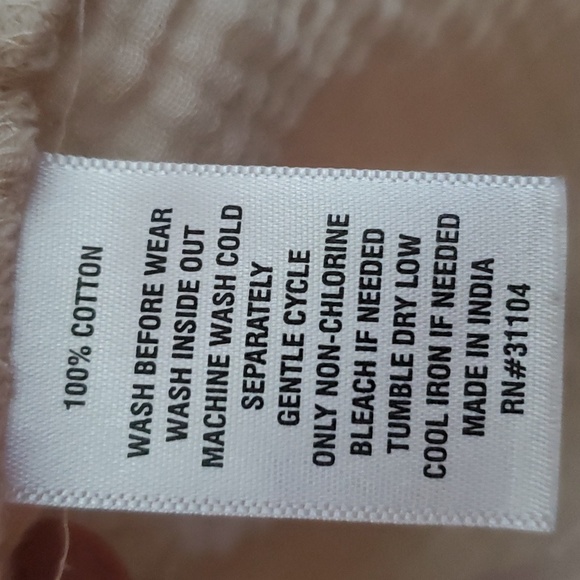 100% COTTON
WASH BEFORE WEAR
WASH INSIDE OUT
MACHINE WASH COLD
SEPARATELY
GENTLE CYCLE
ONLY NON-CHLORINE
BLEACH IF NEEDED
TUMBLE DRY LOW
COOL IRON IF NEEDED
MADE IN INDIA
RN#31104